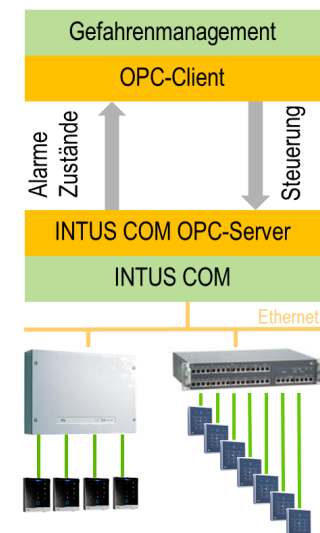 Gefahrenmanagement
OPC-Client
Alarme
Zustände
Steuerung
INTUS COM OPC-Server
INTUS COM
Ethernet